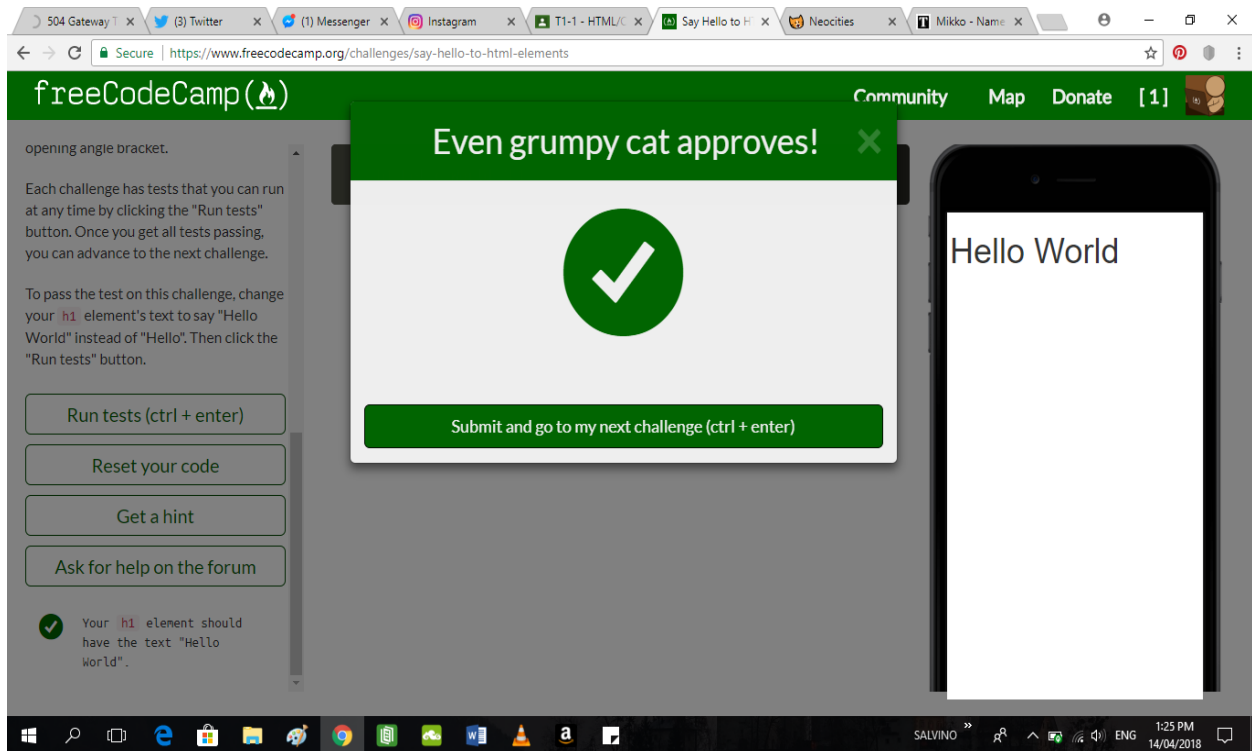 504 Gateway T
(3) Twitter
(1) Messenger
Instagram
T1-1 - HTML/C
Say Hello to H
Neocities
Mikko - Name
Secure | https://www.freecodecamp.org/challenges/say-hello-to-html-elements
freeCodeCamp( )
Community Map Donate [ 1 ]
opening angle bracket.
Each challenge has tests that you can run
at any time by clicking the "Run tests"
button. Once you get all tests passing,
you can advance to the next challenge.
To pass the test on this challenge, change
your h1 element's text to say "Hello
World" instead of "Hello". Then click the
"Run tests" button.
Run tests (ctrl + enter)
Reset your code
Get a hint
Ask for help on the forum
Your h1 element should
have the text "Hello
World".
Even grumpy cat approves!
Submit and go to my next challenge (ctrl + enter)
Hello World
SALVINO
ENG
1:25 PM
14/04/2018